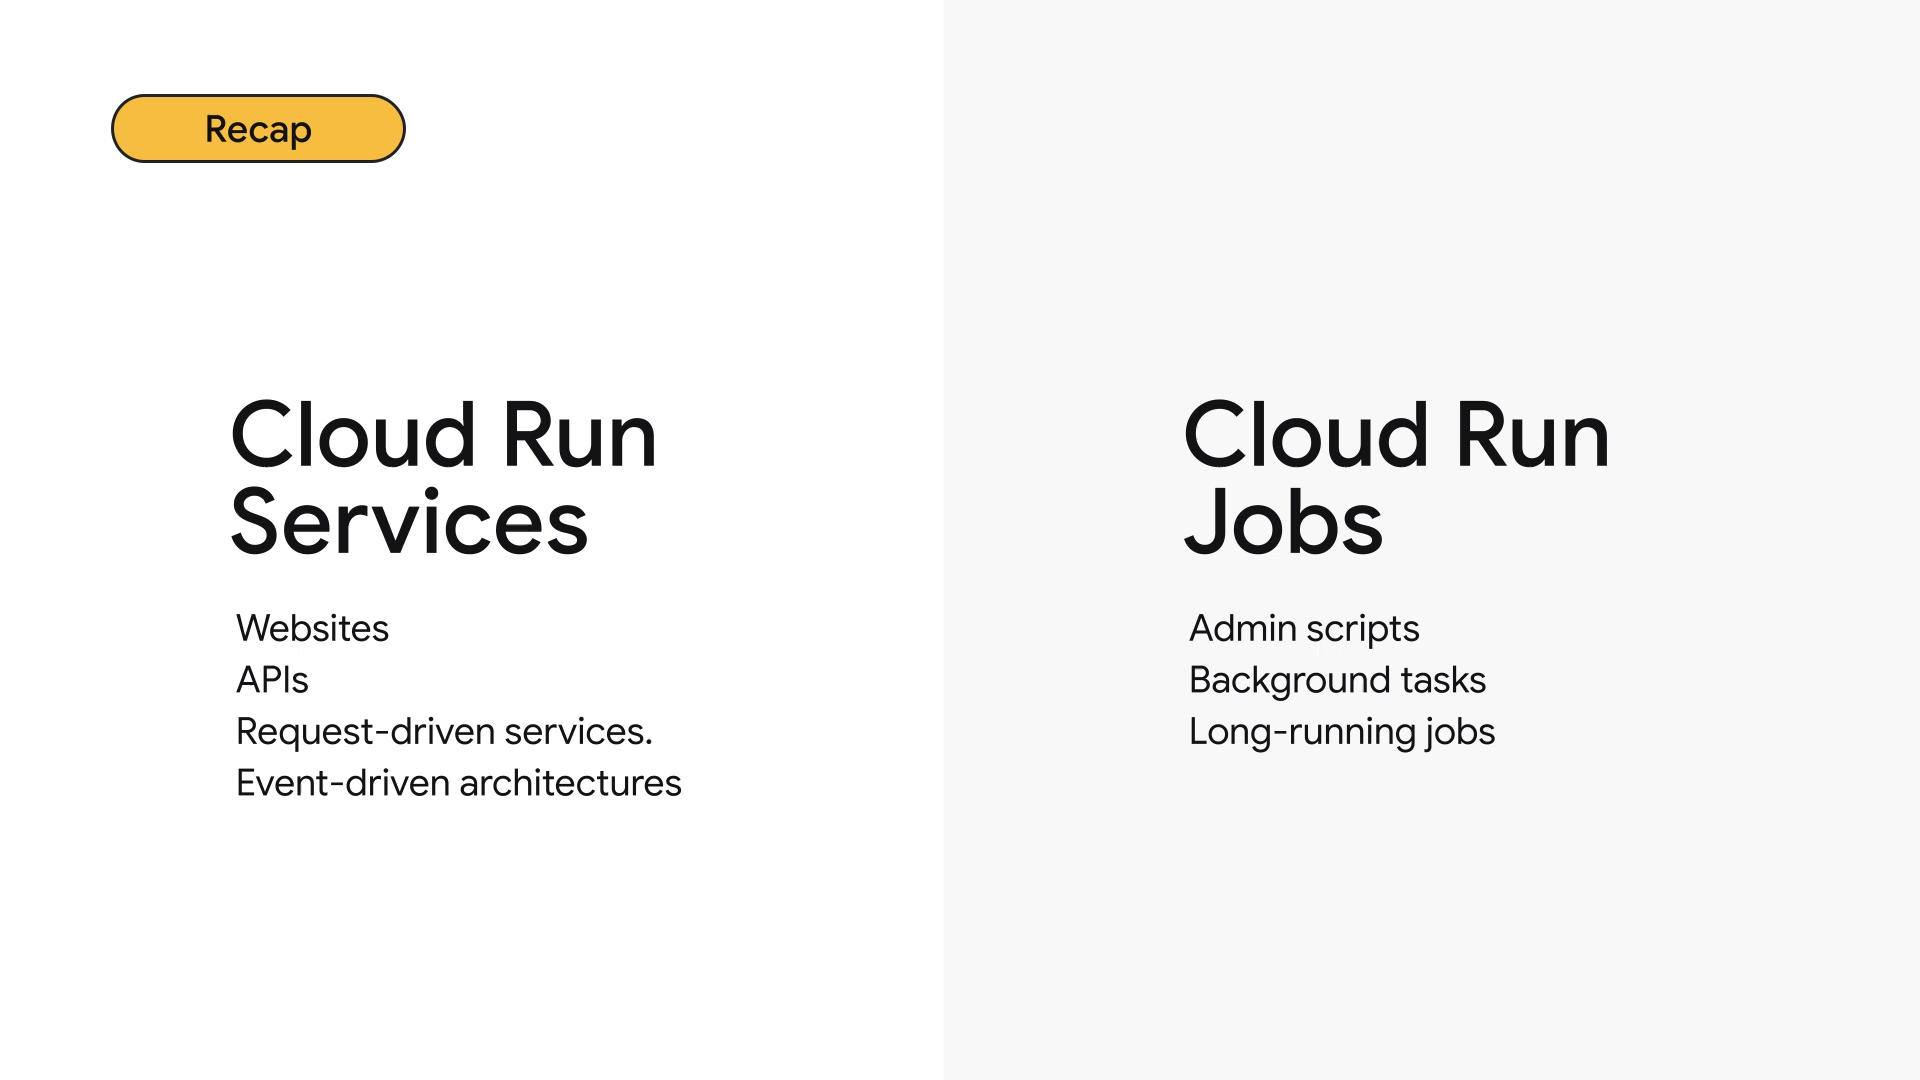 Recap
Cloud Run
Services
Websites
APIs
Request-driven services.
Event-driven architectures
Cloud Run
Jobs
Admin scripts
Background tasks
Long-running jobs